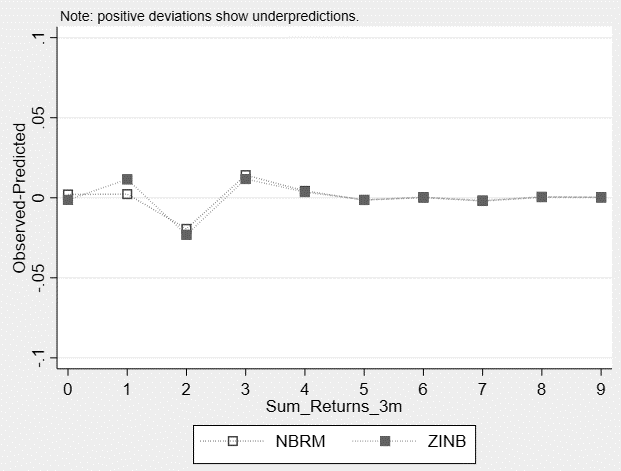 Note: positive deviations show underpredictions.
.1
.05
0
-.05
-.1
Observed-Predicted
0 1 2 3 4 5 6 7 8 9
Sum_Returns_3m
NBRM ZINB